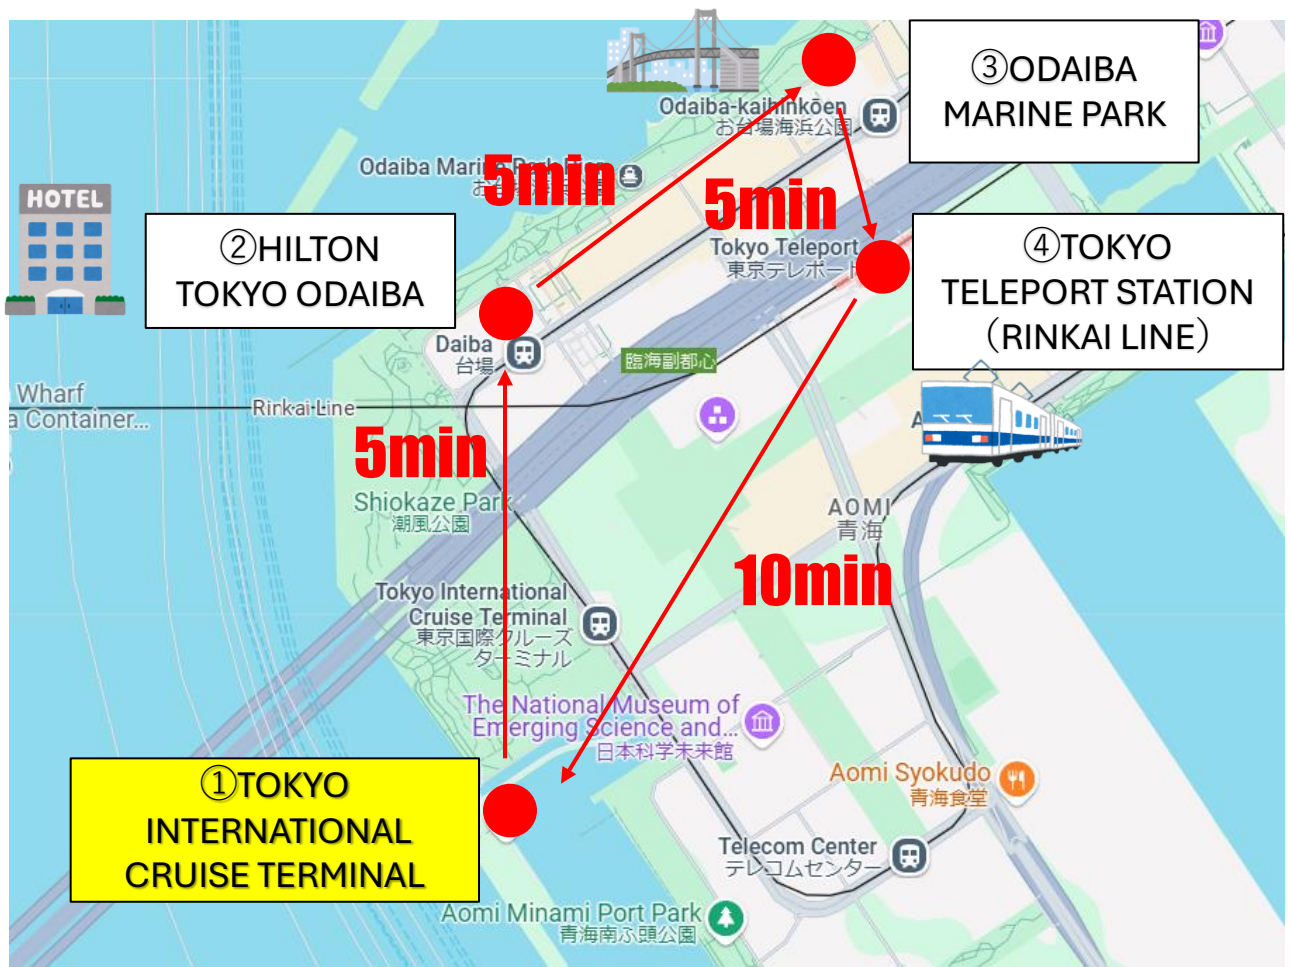 ③ODAIBA
MARINE PARK
Odaiba-kaihinkōen
お台場海浜公園
HOTEL
②HILTON
TOKYO ODAIBA
5min
5min
④TOKYO
TELEPORT STATION
（RINKAI LINE）
Tokyo Teleport
東京テレポート
Daiba
台場
臨海副都心
Wharf
a Container...
Rinkai Line
5min
Shiokaze Park
潮風公園
AOMI
青海
10min
Tokyo International
Cruise Terminal
東京国際クルーズ
ターミナル
The National Museum of
Emerging Science and...
日本科学未来館
①TOKYO
INTERNATIONAL
CRUISE TERMINAL
Aomi Syokudo
青海食堂
Telecom Center
テレコムセンター
Aomi Minami Port Park
青海南ふ頭公園